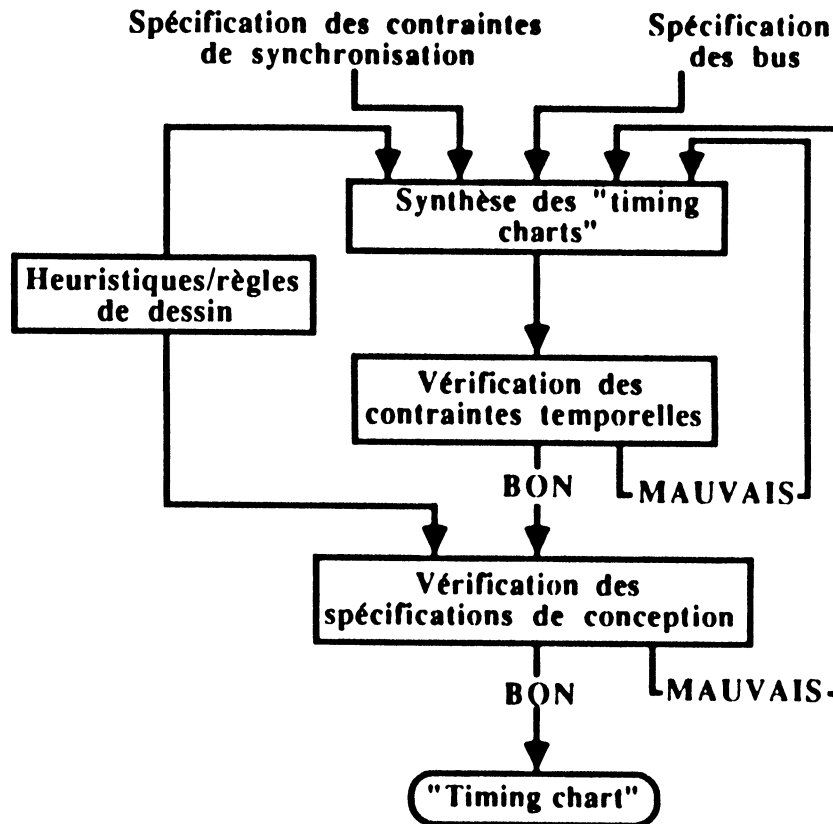 Spécification des contraintes
de synchronisation
Spécification
des bus
Synthèse des "timing
charts"
Heuristiques/règles
de dessin
Vérification des
contraintes temporelles
BON
MAUVAIS
Vérification des
spécifications de conception
BON
MAUVAIS
"Timing chart"